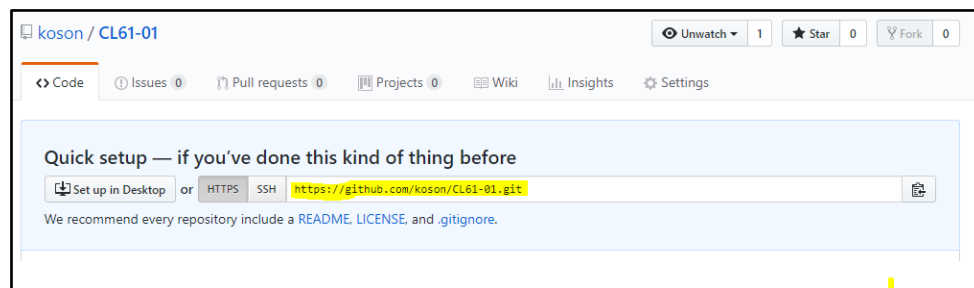 koson / CL61-01
Unwatch 1 Star 0 Fork 0
Code Issues 0 Pull requests 0 Projects 0 Wiki Insights Settings
Quick setup — if you've done this kind of thing before
Set up in Desktop or HTTPS SSH https://github.com/koson/CL61-01.git
We recommend every repository include a README, LICENSE, and .gitignore.